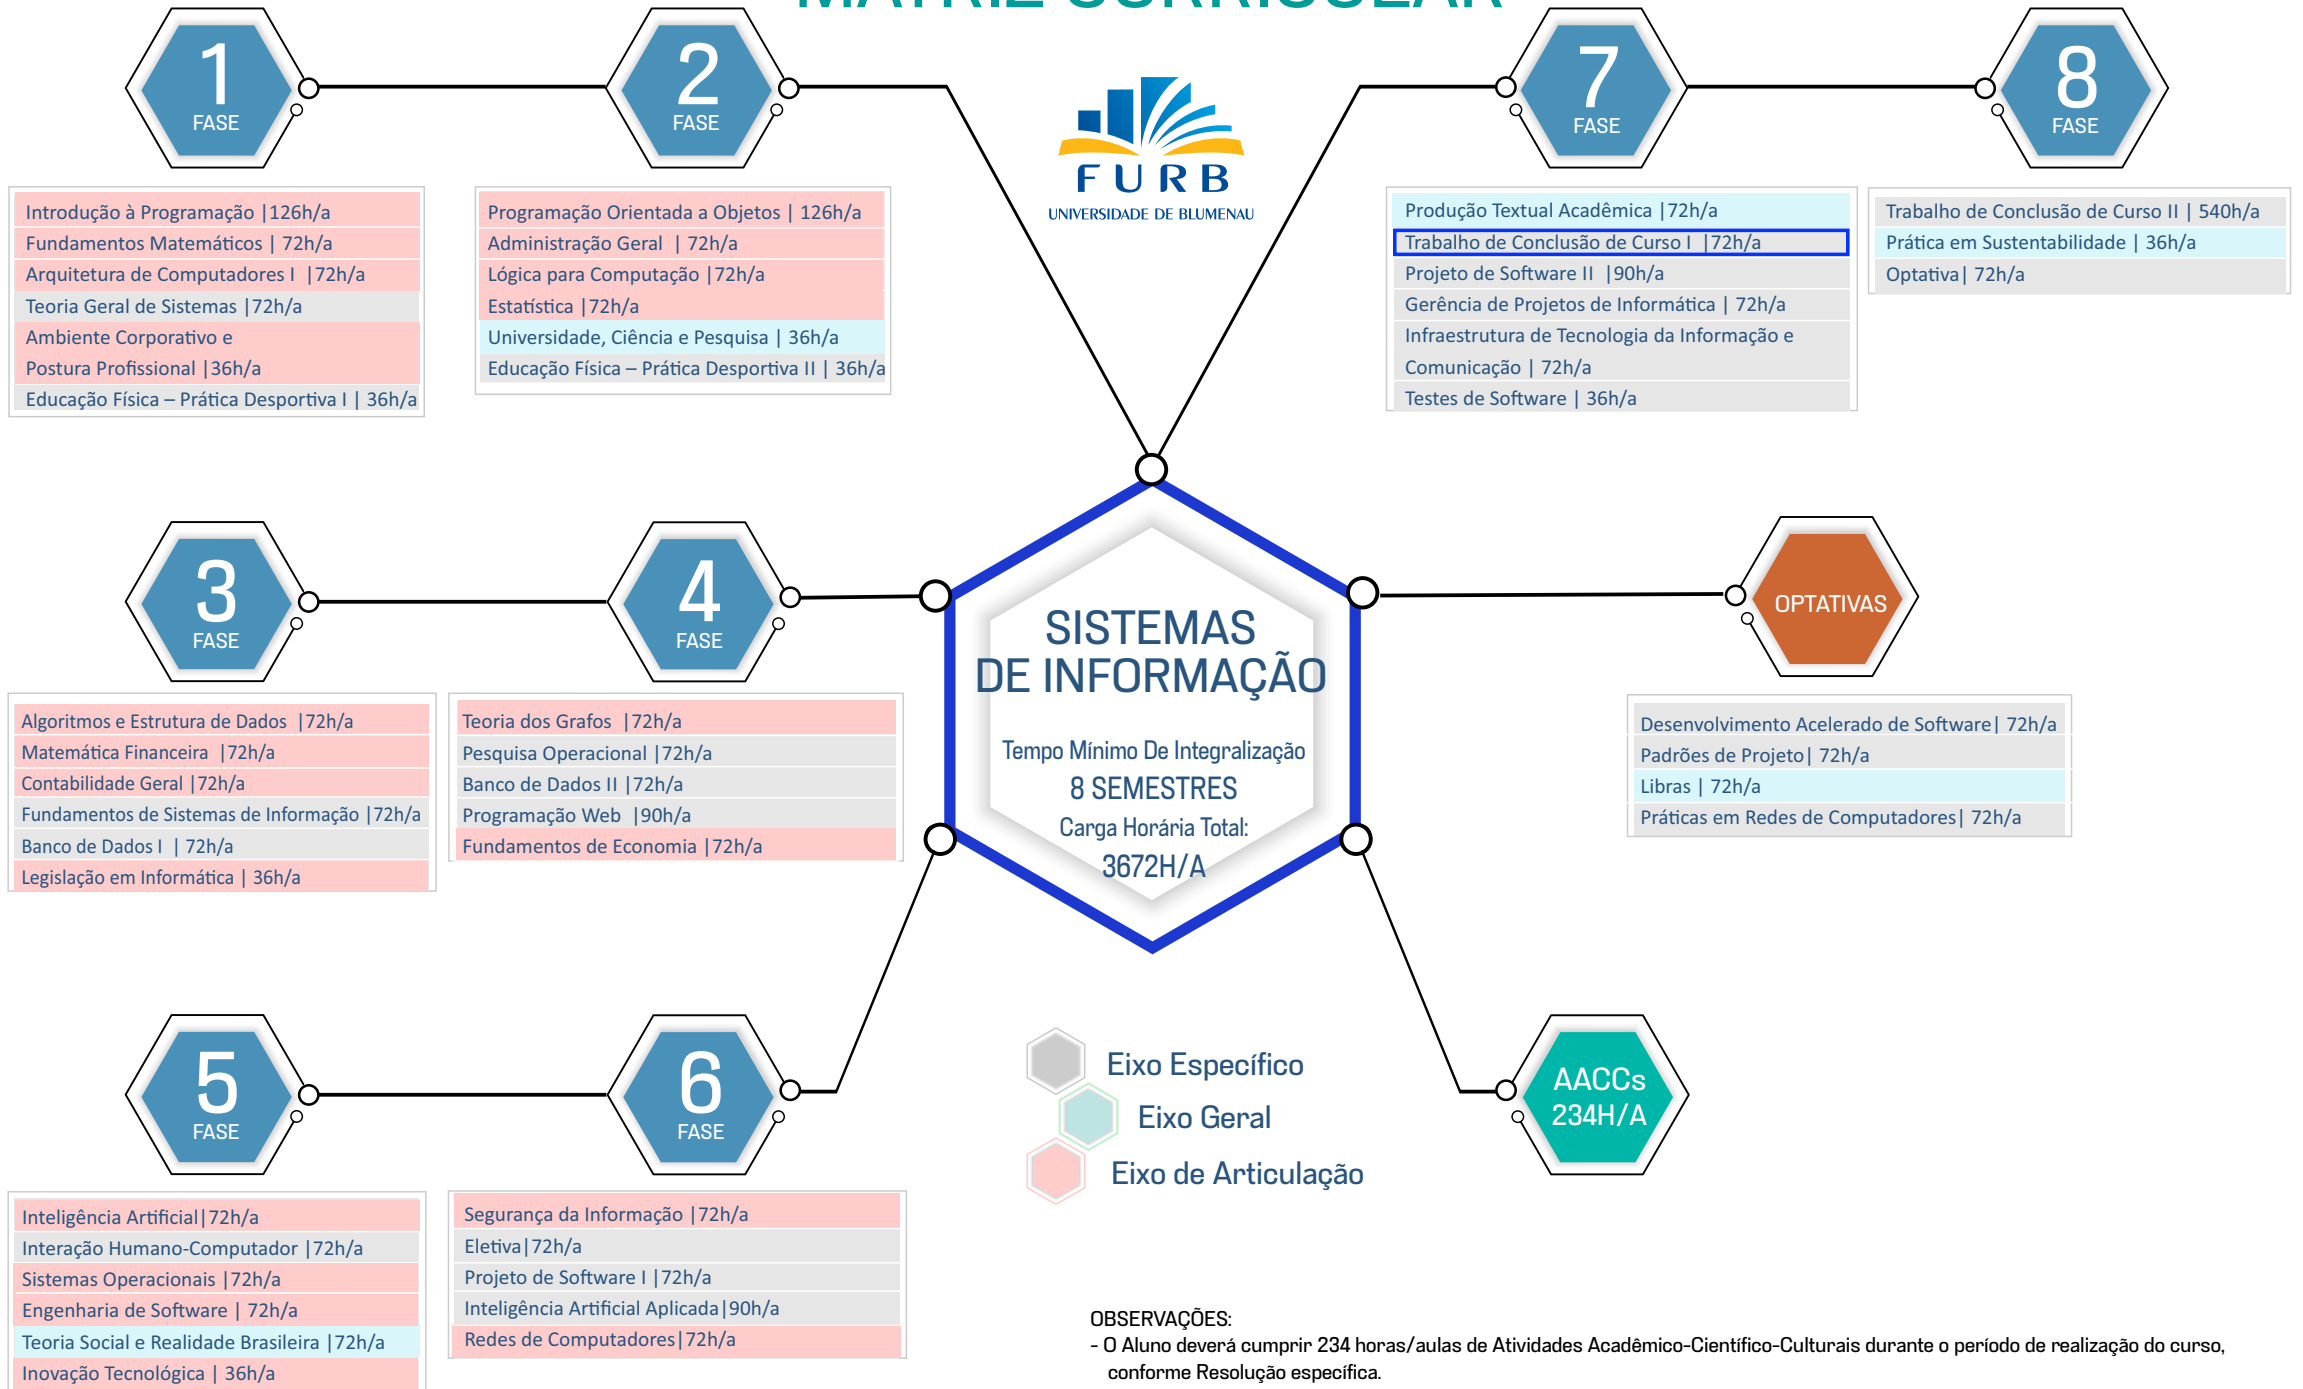 MATRIZ CURRICULAR
1
FASE
Introdução à Programação |126h/a
Fundamentos Matemáticos | 72h/a
Arquitetura de Computadores I |72h/a
Teoria Geral de Sistemas |72h/a
Ambiente Corporativo e
Postura Profissional |36h/a
Educação Física – Prática Desportiva I | 36h/a
2
FASE
Programação Orientada a Objetos | 126h/a
Administração Geral | 72h/a
Lógica para Computação |72h/a
Estatística |72h/a
Universidade, Ciência e Pesquisa | 36h/a
Educação Física – Prática Desportiva II | 36h/a
FURB
UNIVERSIDADE DE BLUMENAU
7
FASE
Produção Textual Acadêmica |72h/a
Trabalho de Conclusão de Curso I |72h/a
Projeto de Software II |90h/a
Gerência de Projetos de Informática | 72h/a
Infraestrutura de Tecnologia da Informação e
Comunicação | 72h/a
Testes de Software | 36h/a
8
FASE
Trabalho de Conclusão de Curso II | 540h/a
Prática em Sustentabilidade | 36h/a
Optativa| 72h/a
3
FASE
Algoritmos e Estrutura de Dados |72h/a
Matemática Financeira |72h/a
Contabilidade Geral |72h/a
Fundamentos de Sistemas de Informação |72h/a
Banco de Dados I | 72h/a
Legislação em Informática | 36h/a
4
FASE
Teoria dos Grafos |72h/a
Pesquisa Operacional |72h/a
Banco de Dados II |72h/a
Programação Web |90h/a
Fundamentos de Economia |72h/a
SISTEMAS
DE INFORMAÇÃO
Tempo Mínimo De Integralização
8 SEMESTRES
Carga Horária Total:
3672H/A
OPTATIVAS
Desenvolvimento Acelerado de Software| 72h/a
Padrões de Projeto| 72h/a
Libras | 72h/a
Práticas em Redes de Computadores| 72h/a
5
FASE
Inteligência Artificial|72h/a
Interação Humano-Computador |72h/a
Sistemas Operacionais |72h/a
Engenharia de Software | 72h/a
Teoria Social e Realidade Brasileira |72h/a
Inovação Tecnológica | 36h/a
6
FASE
Segurança da Informação |72h/a
Eletiva|72h/a
Projeto de Software I |72h/a
Inteligência Artificial Aplicada|90h/a
Redes de Computadores|72h/a
Eixo Específico
Eixo Geral
Eixo de Articulação
AACCs
234H/A
OBSERVAÇÕES:
- O Aluno deverá cumprir 234 horas/aulas de Atividades Acadêmico-Científico-Culturais durante o período de realização do curso,
conforme Resolução específica.